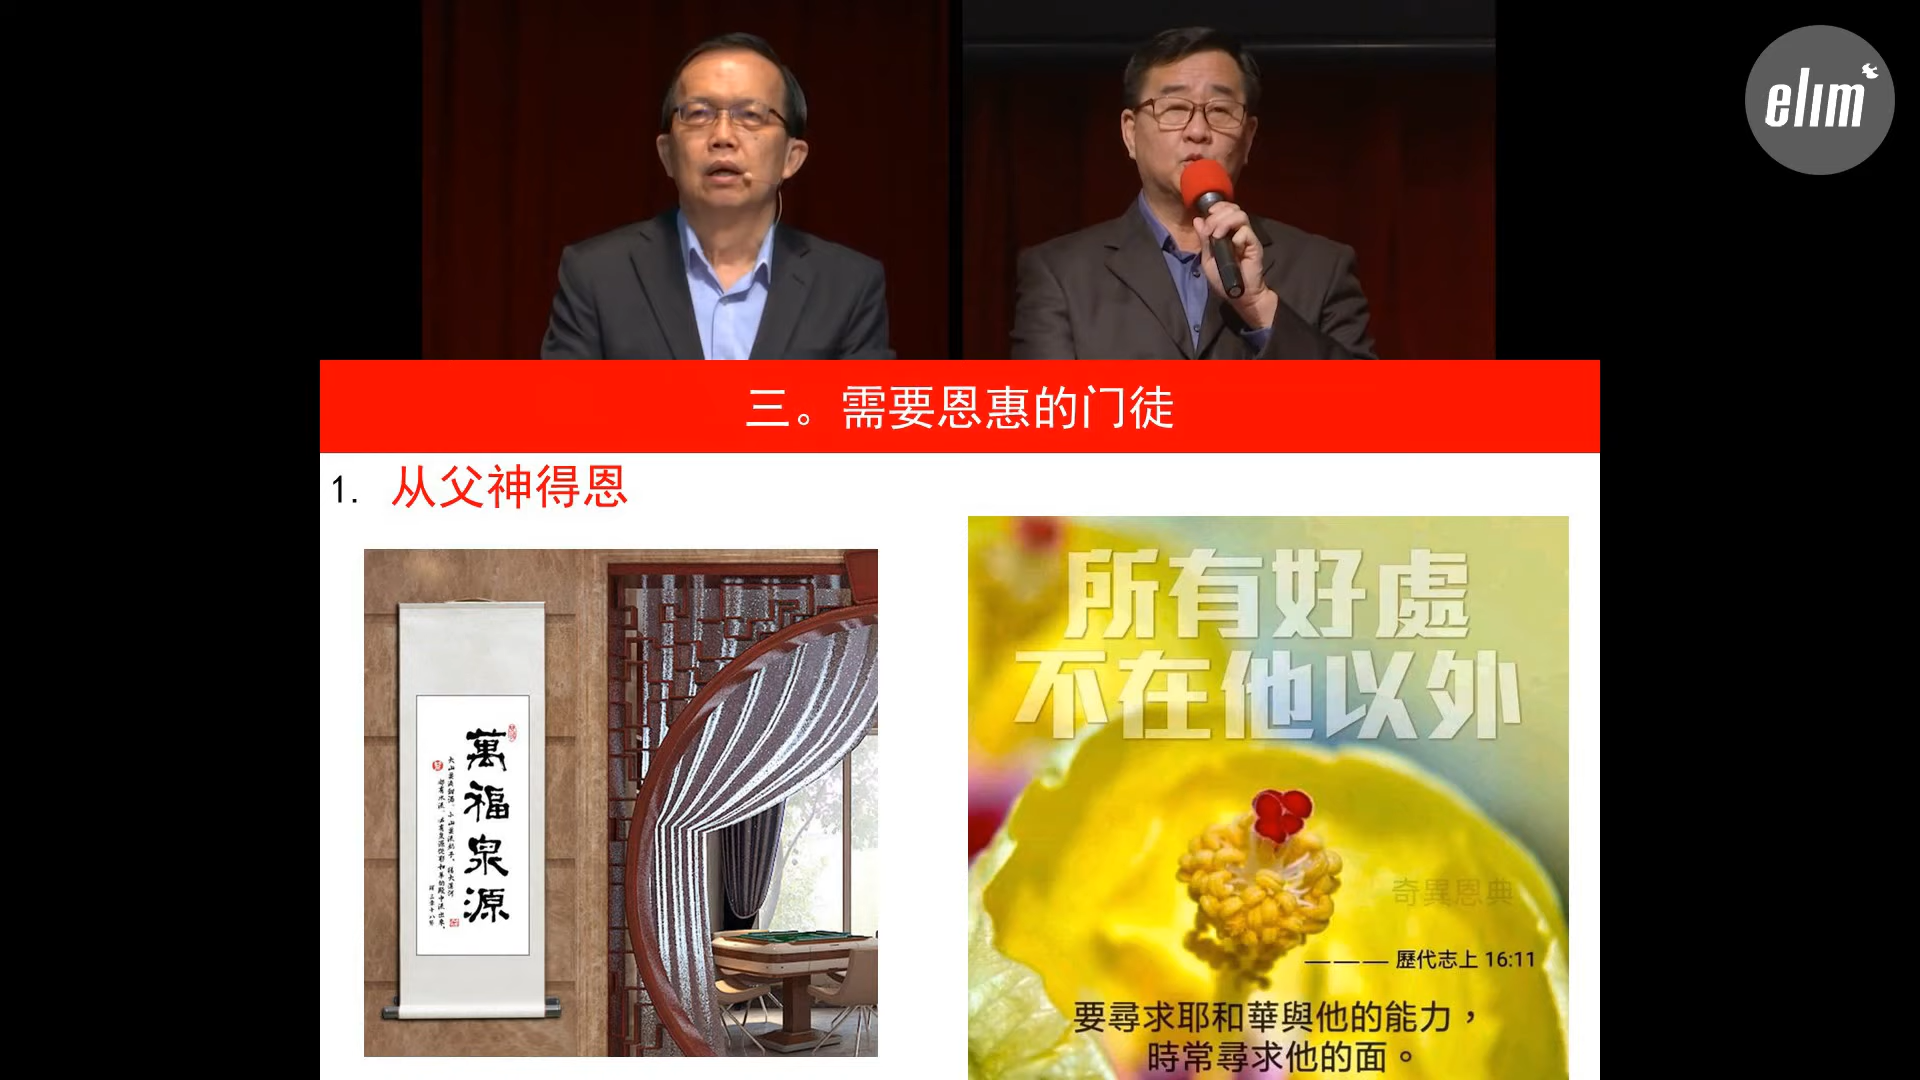 elim
三。需要恩惠的门徒
1. 从父神得恩
萬福泉源
所有好處
不在他以外
奇異恩典
———歷代志上 16:11
要尋求耶和華與他的能力，
時常尋求他的面。